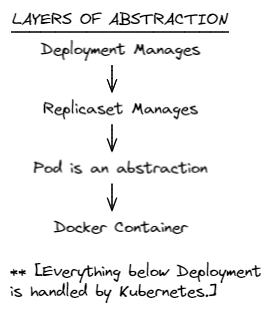 LAYERS OF ABSTRACTION
Deployment Manages
Replicaset Manages
Pod is an abstraction
Docker Container
** [Everything below Deployment
is handled by Kubernetes.]